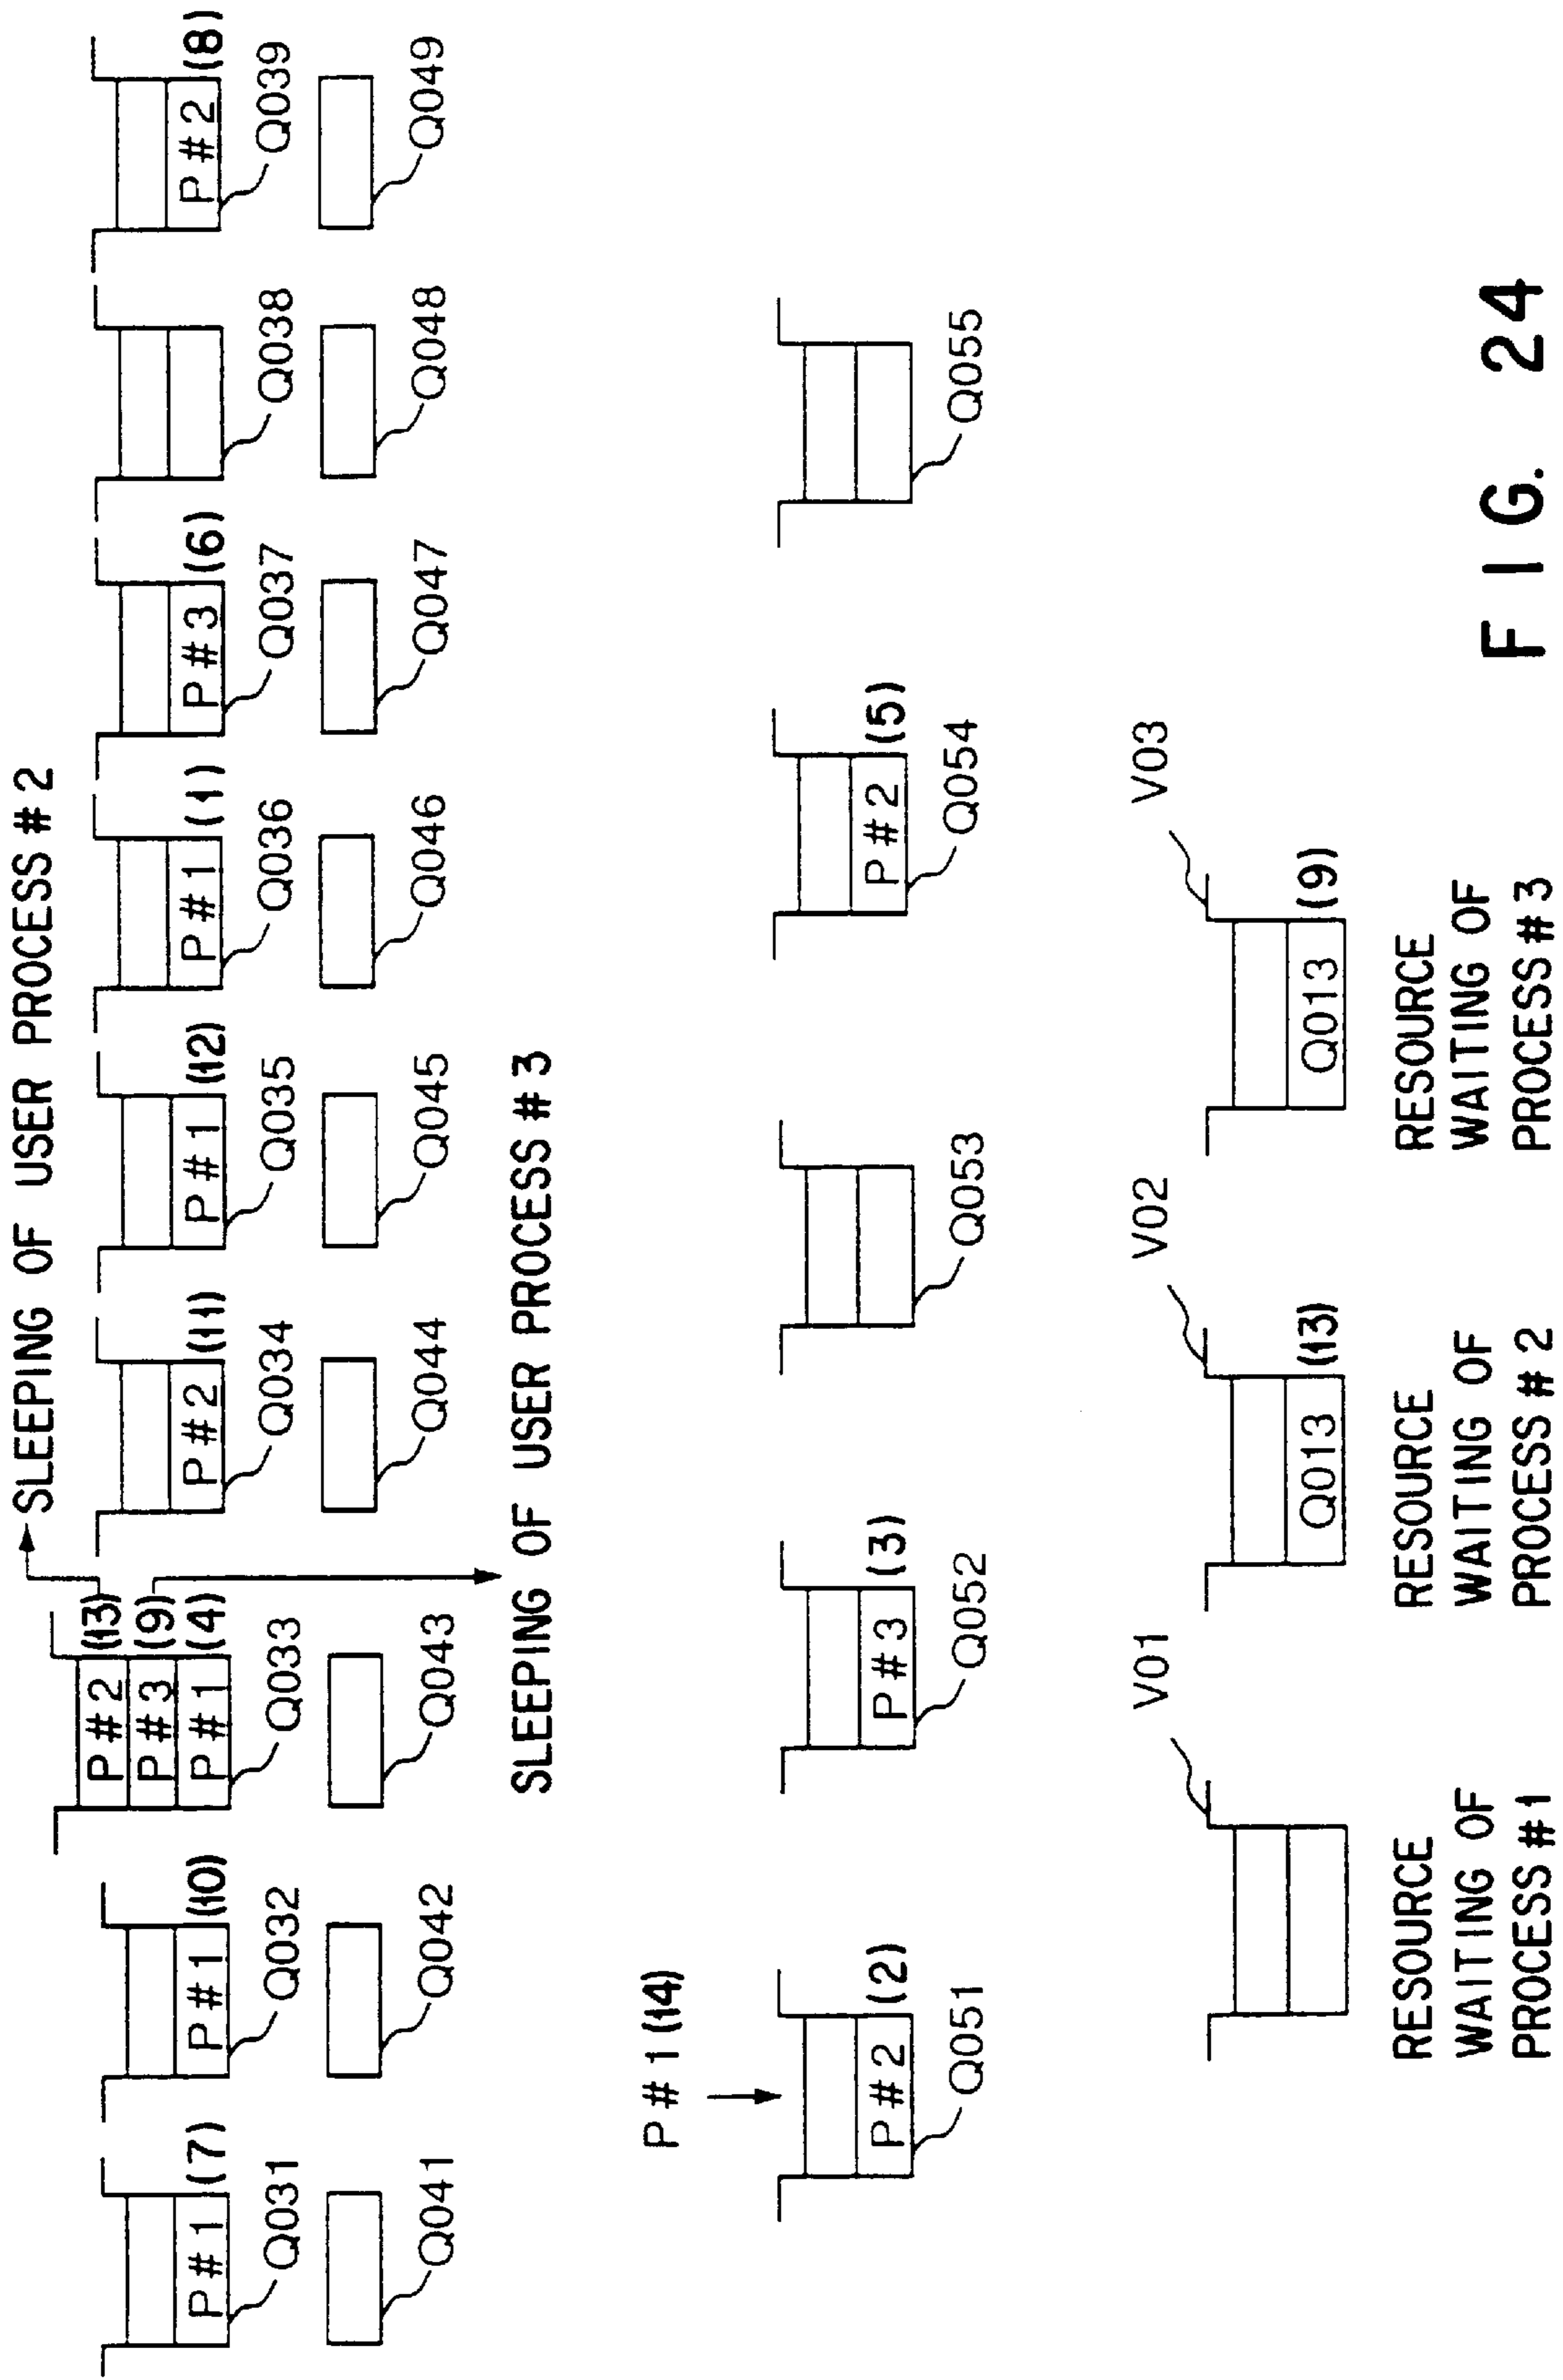 SLEEPING OF USER PROCESS #2
P#2 (13)
P#3 (9)
P#1 (4)
P#1 (7)
P#1 (10)
P#2 (11)
P#1 (12)
P#1 (1)
P#3 (6)
P#2 (8)
Q031
Q032
Q033
Q034
Q035
Q036
Q037
Q038
Q039
Q041
Q042
Q043
Q044
Q045
Q046
Q047
Q048
Q049
SLEEPING OF USER PROCESS #3
P#1 (14)
P#2 (2)
P#3 (3)
P#2 (5)
Q051
Q052
Q053
Q054
Q055
V01
V02
V03
Q013 (13)
Q013 (9)
RESOURCE
WAITING OF
PROCESS #1
RESOURCE
WAITING OF
PROCESS #2
RESOURCE
WAITING OF
PROCESS #3
FIG. 24